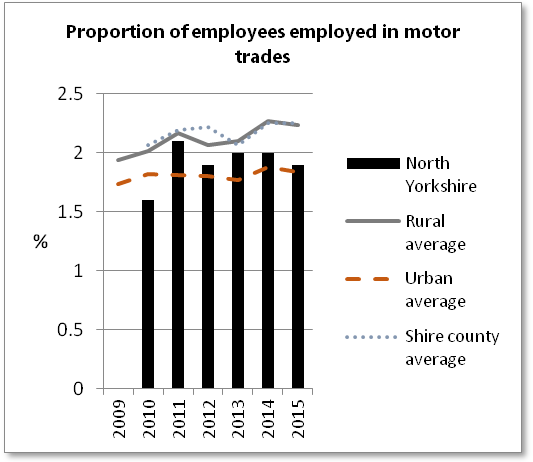 Proportion of employees employed in motor
trades
2.5
2
1.5
1
0.5
0
%
2009
2010
2011
2012
2013
2014
2015
North
Yorkshire
Rural
average
Urban
average
Shire county
average